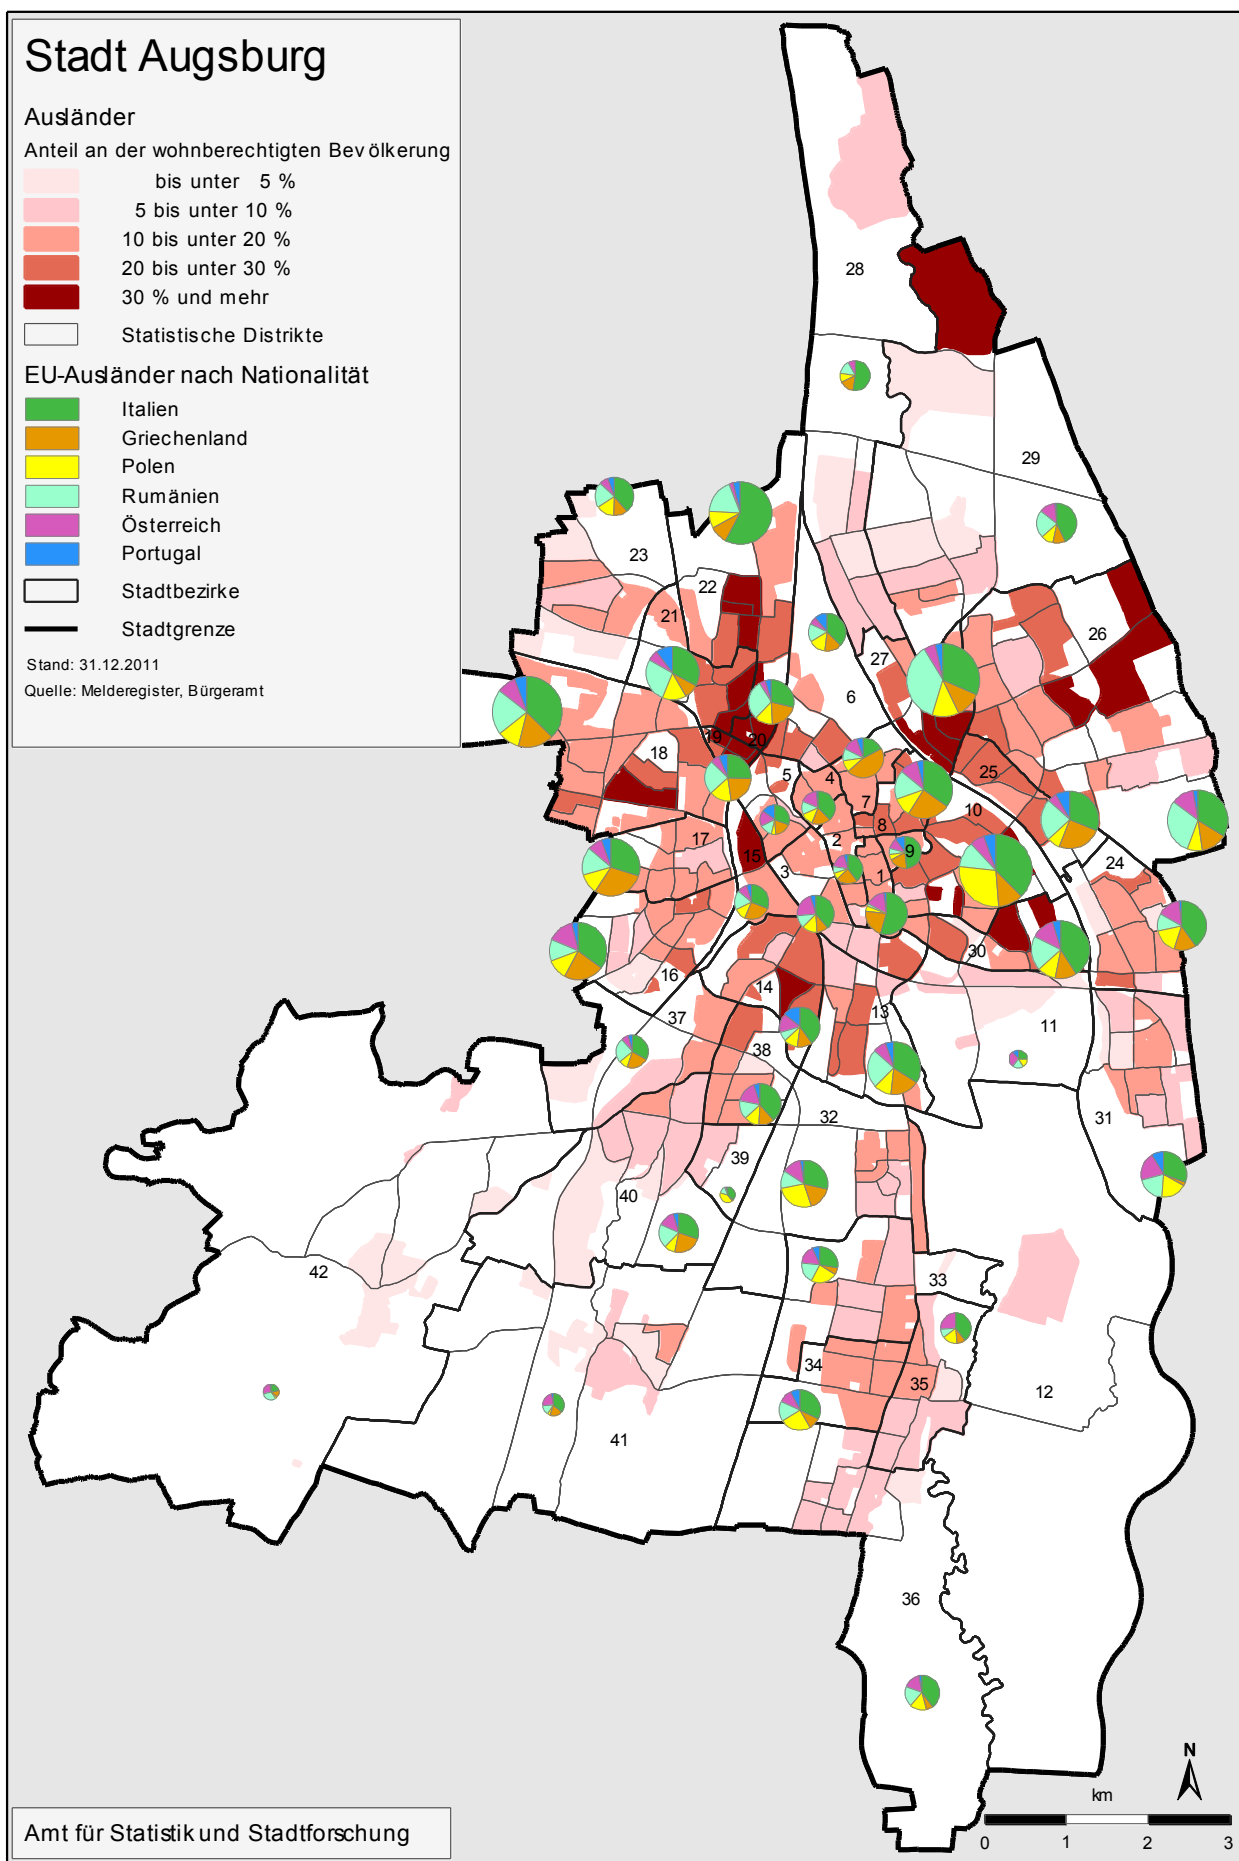 Stadt Augsburg
Ausländer
Anteil an der wohnberechtigten Bevölkerung
bis unter 5 %
5 bis unter 10 %
10 bis unter 20 %
20 bis unter 30 %
30 % und mehr
Statistische Distrikte
EU-Ausländer nach Nationalität
Italien
Griechenland
Polen
Rumänien
Österreich
Portugal
Stadtbezirke
Stadtgrenze
Stand: 31.12.2011
Quelle: Melderegister, Bürgeramt
28
29
23
22
21
26
27
6
19
20
18
5
4
25
7
10
8
17
15
2
9
24
3
1
30
16
14
37
13
11
38
31
32
39
40
42
33
34
35
12
41
36
N
km
0 1 2 3
Amt für Statistik und Stadtforschung